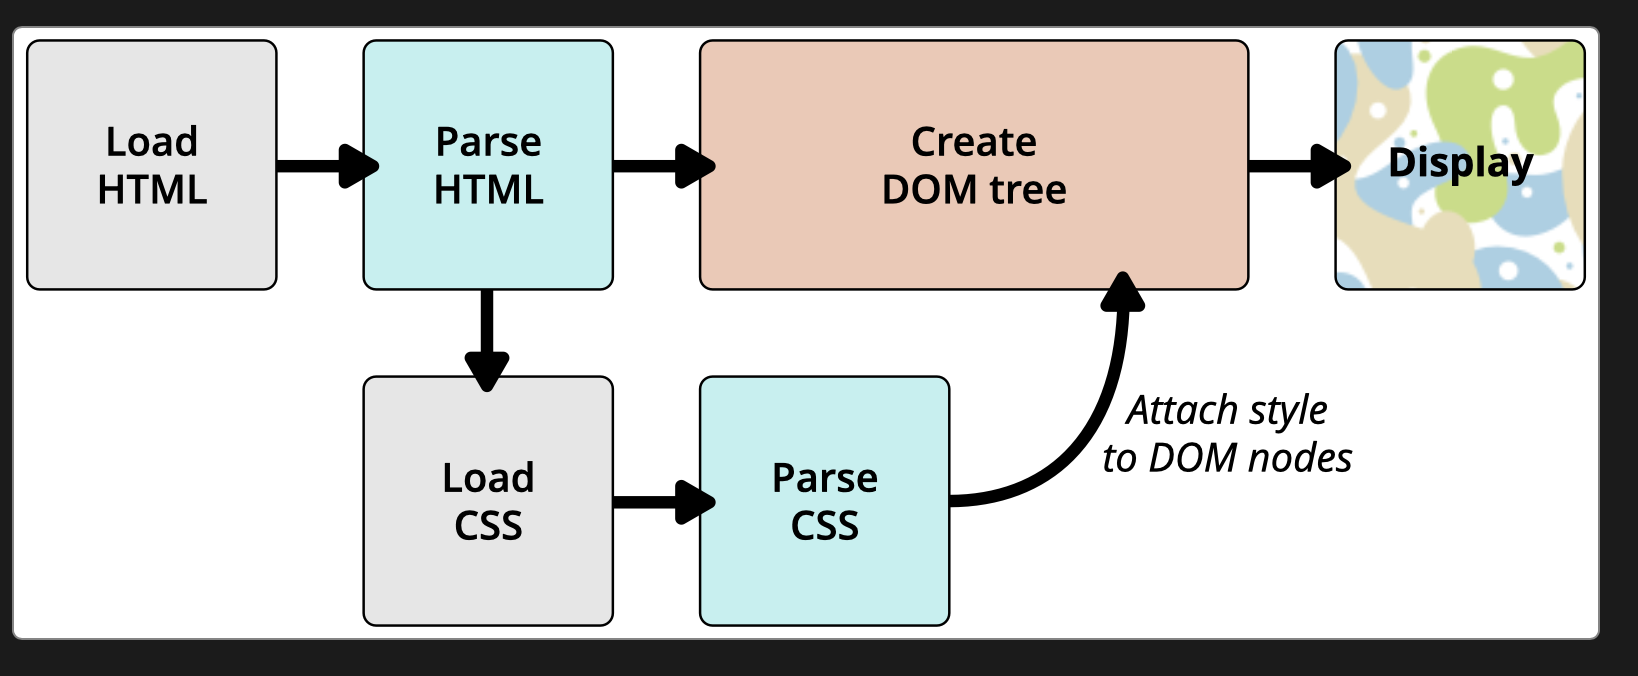 Load
HTML
Parse
HTML
Create
DOM tree
Display
Load
CSS
Parse
CSS
Attach style
to DOM nodes